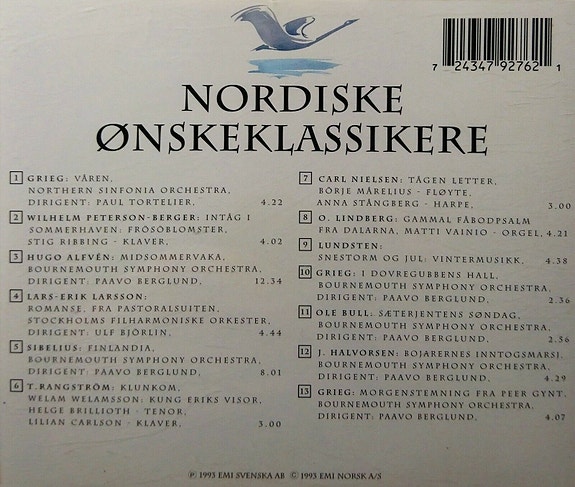 7 24347 92762 1
NORDISKE
ØNSKEKLASSIKERE
1 GRIEG: VÅREN,
NORTHERN SINFONIA ORCHESTRA,
DIRIGENT: PAUL TORTELIER, 4.22
2 WILHELM PETERSON-BERGER: INTÅG I
SOMMERHAVEN: FRÖSÖBLOMSTER,
STIG RIBBING - KLAVER, 4.02
3 HUGO ALFVÉN: MIDSOMMERVAKA,
BOURNEMOUTH SYMPHONY ORCHESTRA,
DIRIGENT: PAAVO BERGLUND, 12.34
4 LARS-ERIK LARSSON:
ROMANSE, FRA PASTORALSUITEN,
STOCKHOLMS FILHARMONISKE ORKESTER,
DIRIGENT: ULF BJÖRLIN, 4.44
5 SIBELIUS: FINLANDIA,
BOURNEMOUTH SYMPHONY ORCHESTRA,
DIRIGENT: PAAVO BERGLUND, 8.01
6 T.RANGSTRÖM: KLUNKOM,
WELAM WELAMSSON: KUNG ERIKS VISOR,
HELGE BRILLIOTH - TENOR,
LILIAN CARLSON - KLAVER, 3.00
7 CARL NIELSEN: TÅGEN LETTER,
BÖRJE MÅRELIUS - FLØYTE,
ANNA STÅNGBERG - HARPE, 3.00
8 O. LINDBERG: GAMMAL FÄBODPSALM
FRA DALARNA, MATTI VAINIO - ORGEL, 4.21
9 LUNDSTEN:
SNESTORM OG JUL: VINTERMUSIKK, 4.38
10 GRIEG: I DOVREGUBBENS HALL,
BOURNEMOUTH SYMPHONY ORCHESTRA,
DIRIGENT: PAAVO BERGLUND, 2.36
11 OLE BULL: SÆTERJENTENS SØNDAG,
BOURNEMOUTH SYMPHONY ORCHESTRA,
DIRIGENT: PAAVO BERGLUND, 2.36
12 J. HALVORSEN: BOJARERNES INNTOGSMARSJ,
BOURNEMOUTH SYMPHONY ORCHESTRA,
DIRIGENT: PAAVO BERGLUND, 4.29
13 GRIEG: MORGENSTEMNING FRA PEER GYNT,
BOURNEMOUTH SYMPHONY ORCHESTRA,
DIRIGENT: PAAVO BERGLUND, 4.07
℗ 1993 EMI SVENSKA AB © 1993 EMI NORSK A/S